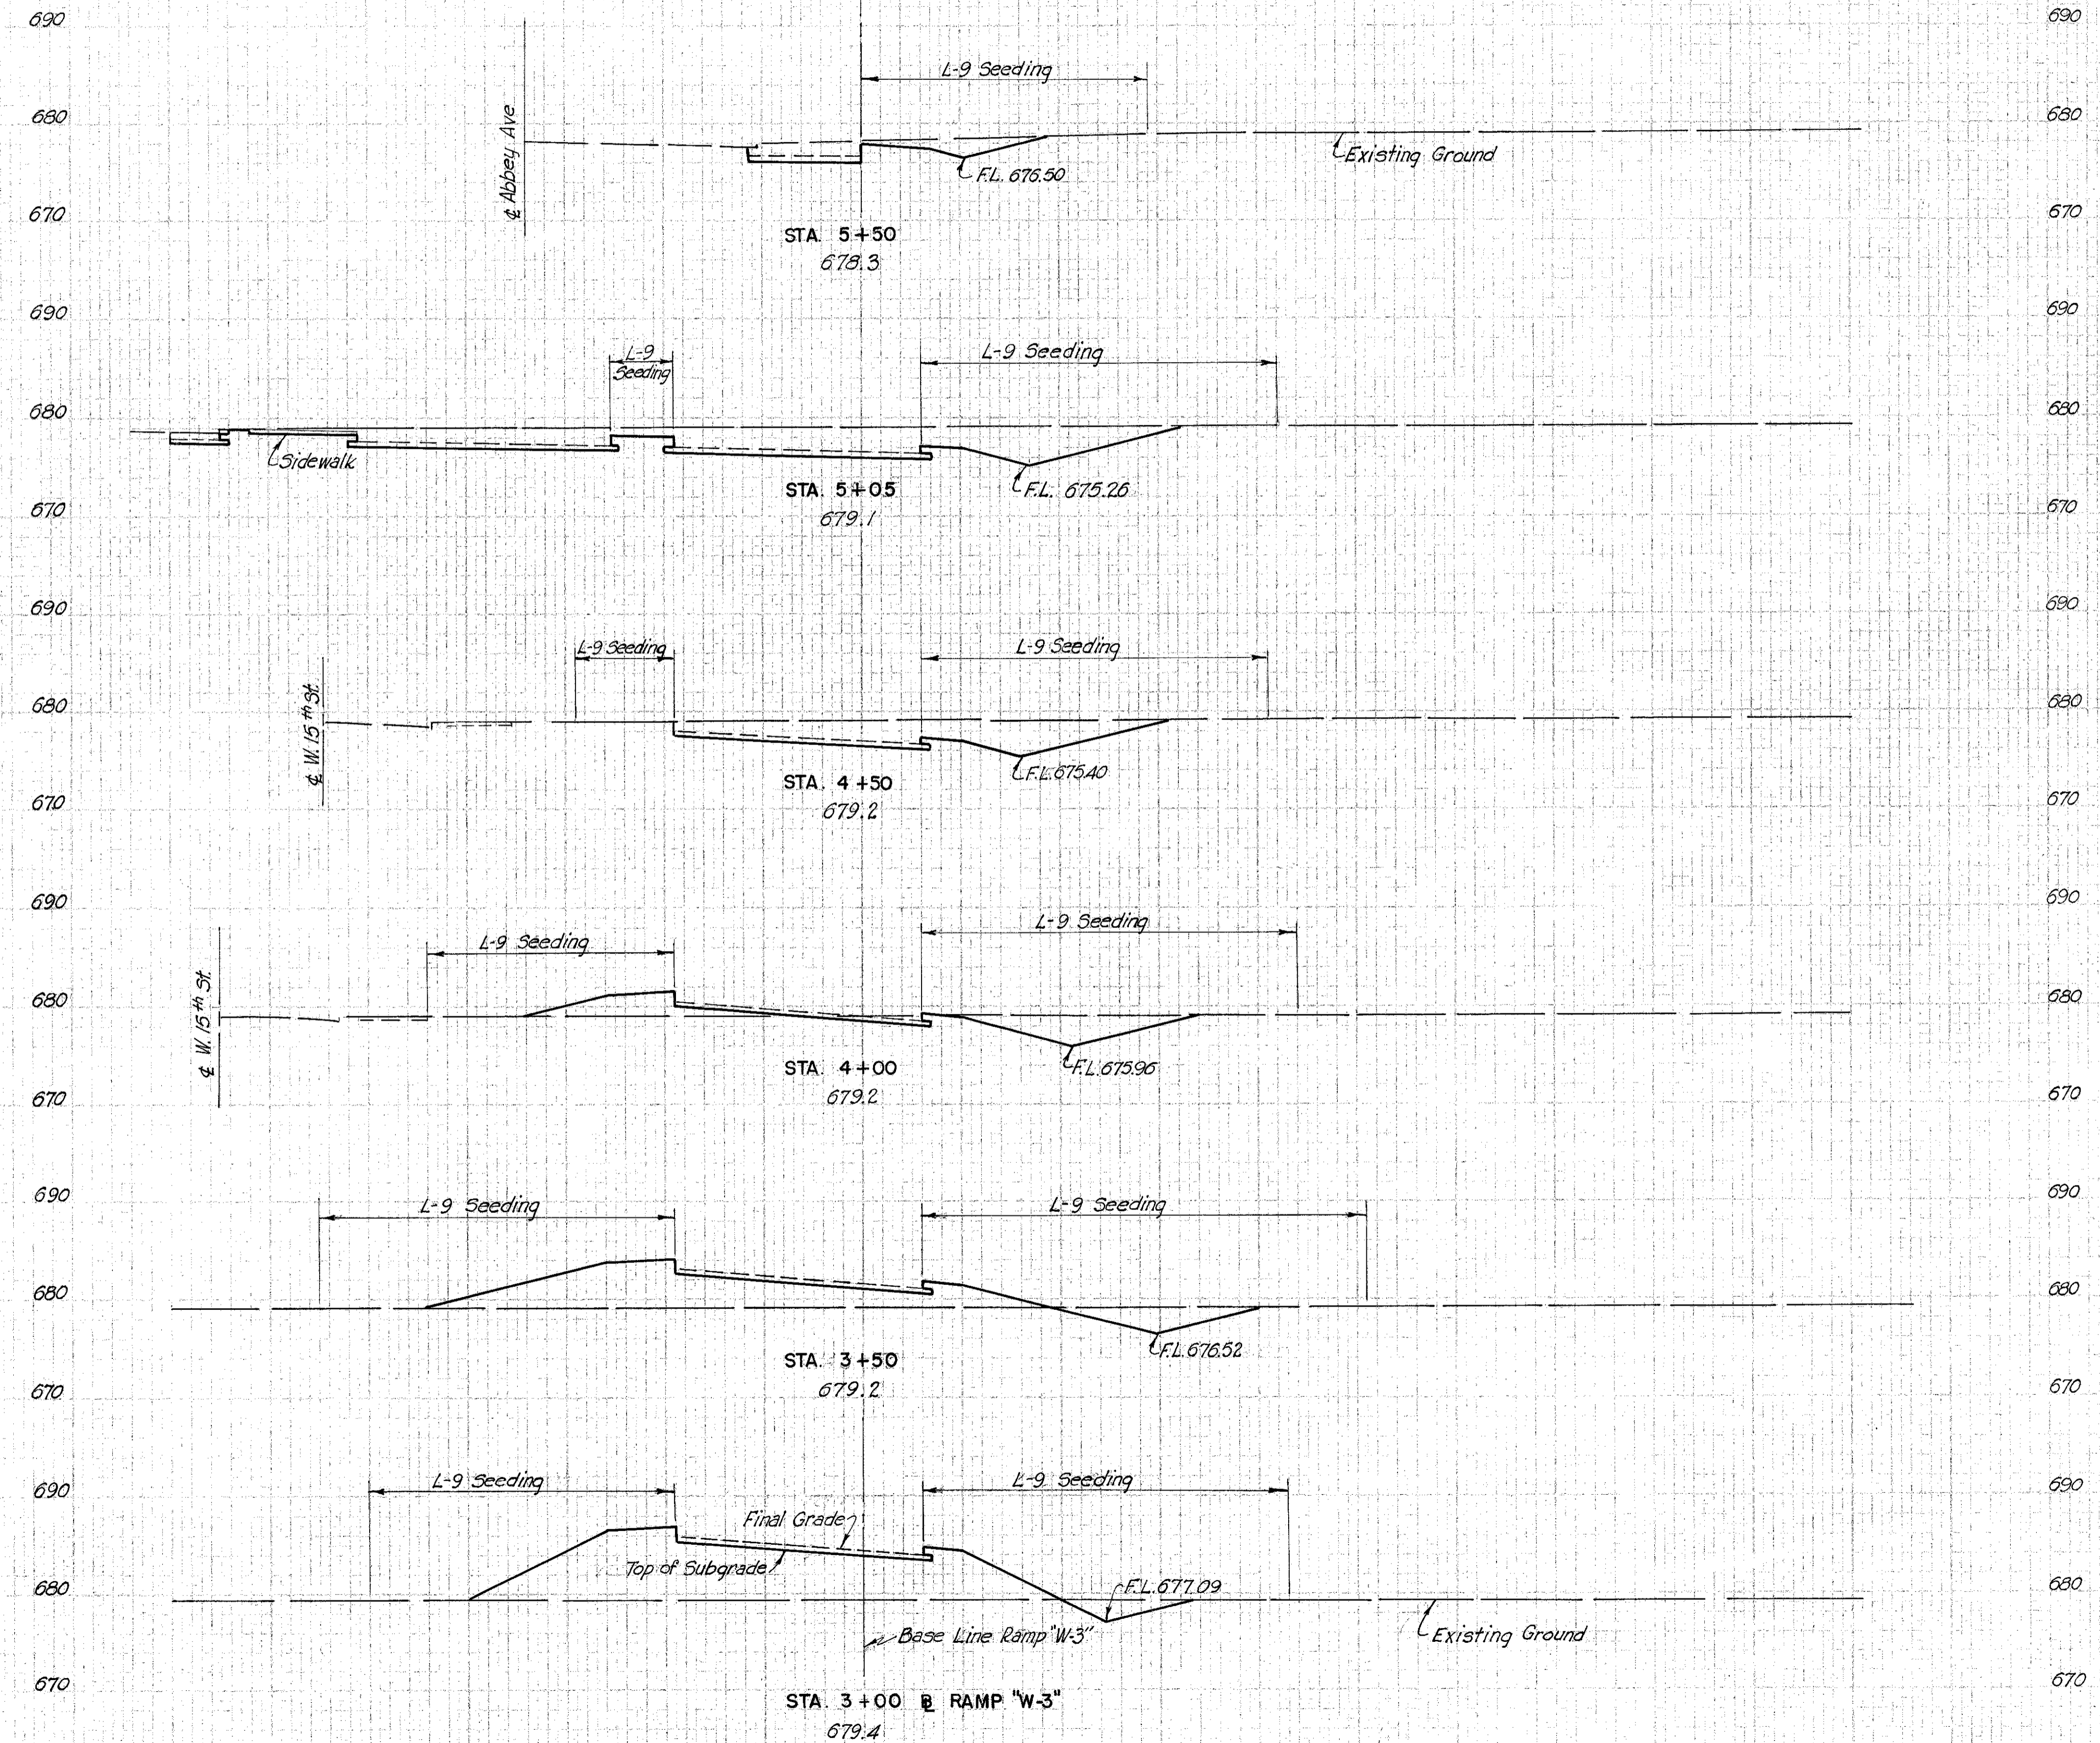 690 690
L-9 Seeding
680 680
℄ Abbey Ave
Existing Ground
F.L. 676.50
670 670
STA. 5+50
678.3
690 690
L-9 Seeding
L-9 Seeding
680 680
Sidewalk
F.L. 675.26
STA. 5+05
670 670
679.1
690 690
L-9 Seeding
L-9 Seeding
680 680
℄ W. 15th St.
F.L. 675.40
STA. 4+50
670 670
679.2
690 690
L-9 Seeding
L-9 Seeding
680 680
℄ W. 15th St.
F.L. 675.96
STA. 4+00
670 670
679.2
690 690
L-9 Seeding
L-9 Seeding
680 680
F.L. 676.52
STA. 3+50
670 670
679.2
690 690
L-9 Seeding
L-9 Seeding
Final Grade
Top of Subgrade
680 680
F.L. 677.09
Base Line Ramp "W-3"
Existing Ground
670 670
STA. 3+00 BL RAMP "W-3"
679.4